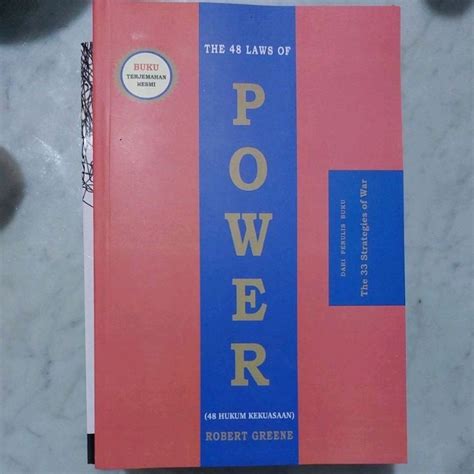 THE 48 LAWS OF
BUKU
TERJEMAHAN
RESMI
POWER
DARI PENULIS BUKU
The 33 Strategies of War
(48 HUKUM KEKUASAAN)
ROBERT GREENE